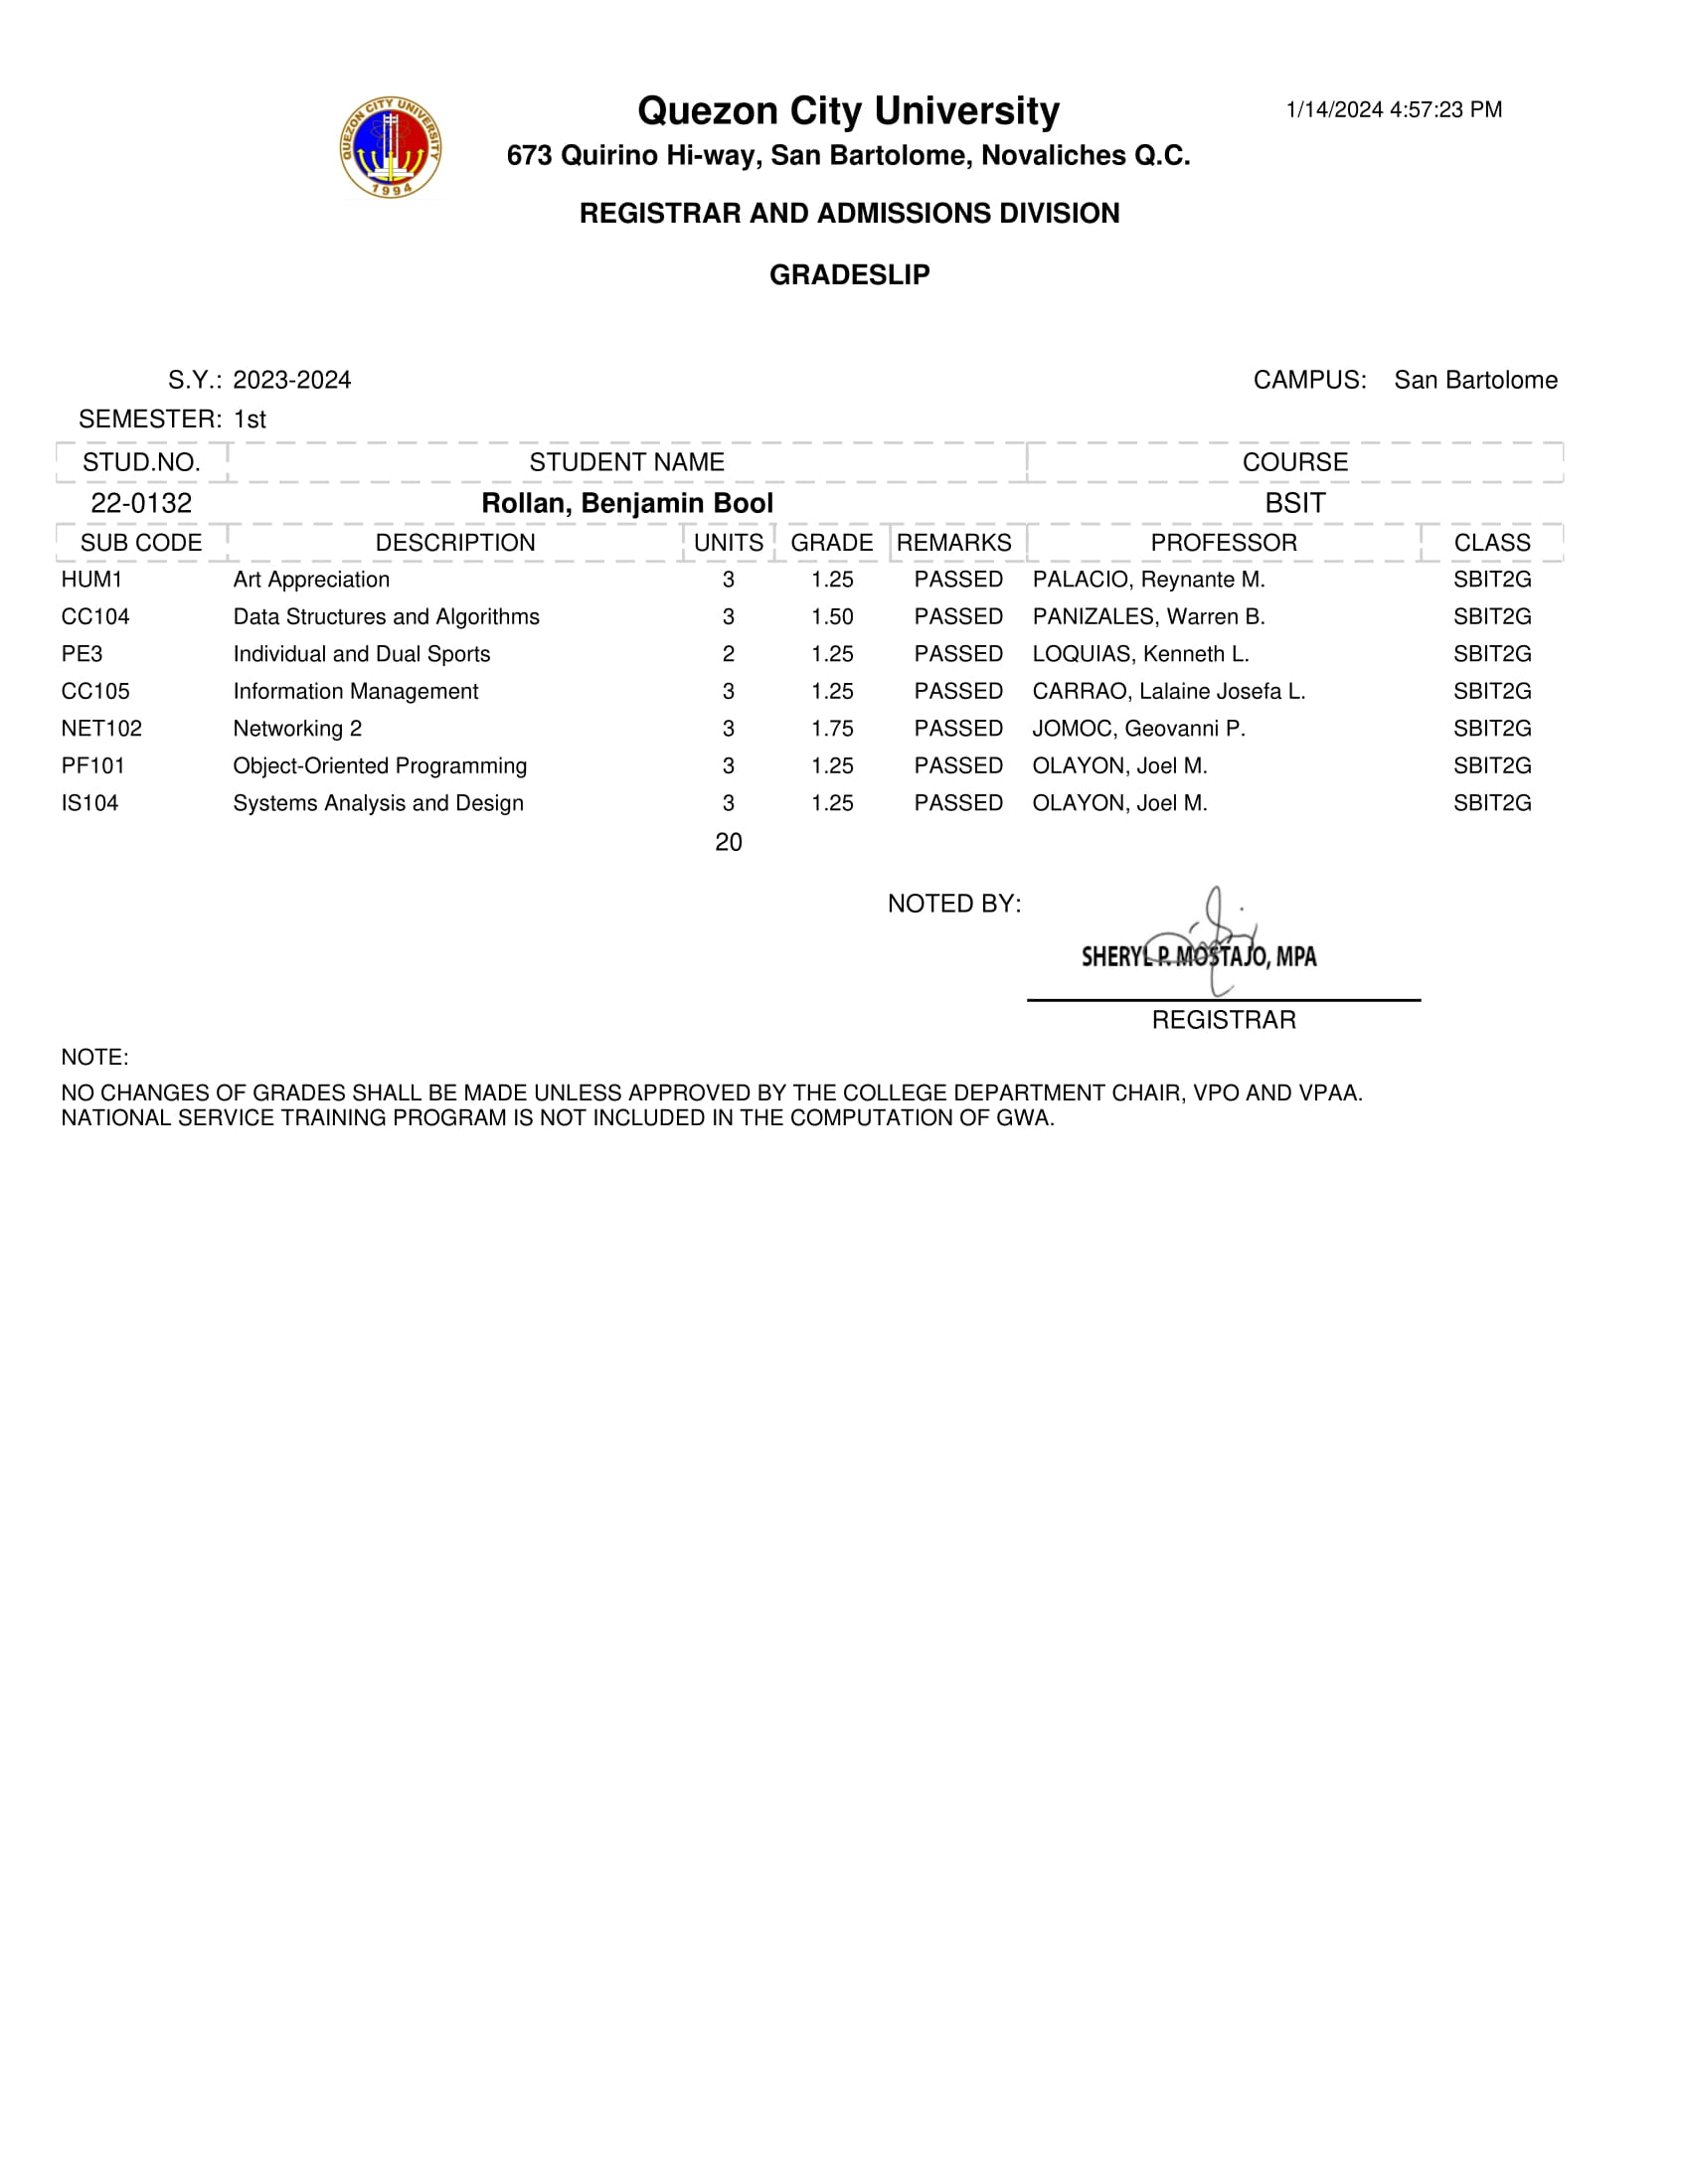 QUEZON CITY UNIVERSITY
1994
Quezon City University
1/14/2024 4:57:23 PM
673 Quirino Hi-way, San Bartolome, Novaliches Q.C.
REGISTRAR AND ADMISSIONS DIVISION
GRADESLIP
S.Y.: 2023-2024 CAMPUS: San Bartolome
SEMESTER: 1st
STUD.NO. STUDENT NAME COURSE
22-0132 Rollan, Benjamin Bool BSIT
SUB CODE DESCRIPTION UNITS GRADE REMARKS PROFESSOR CLASS
HUM1 Art Appreciation 3 1.25 PASSED PALACIO, Reynante M. SBIT2G
CC104 Data Structures and Algorithms 3 1.50 PASSED PANIZALES, Warren B. SBIT2G
PE3 Individual and Dual Sports 2 1.25 PASSED LOQUIAS, Kenneth L. SBIT2G
CC105 Information Management 3 1.25 PASSED CARRAO, Lalaine Josefa L. SBIT2G
NET102 Networking 2 3 1.75 PASSED JOMOC, Geovanni P. SBIT2G
PF101 Object-Oriented Programming 3 1.25 PASSED OLAYON, Joel M. SBIT2G
IS104 Systems Analysis and Design 3 1.25 PASSED OLAYON, Joel M. SBIT2G
20
NOTED BY:
SHERYL P. MOSTAJO, MPA
REGISTRAR
NOTE:
NO CHANGES OF GRADES SHALL BE MADE UNLESS APPROVED BY THE COLLEGE DEPARTMENT CHAIR, VPO AND VPAA.
NATIONAL SERVICE TRAINING PROGRAM IS NOT INCLUDED IN THE COMPUTATION OF GWA.